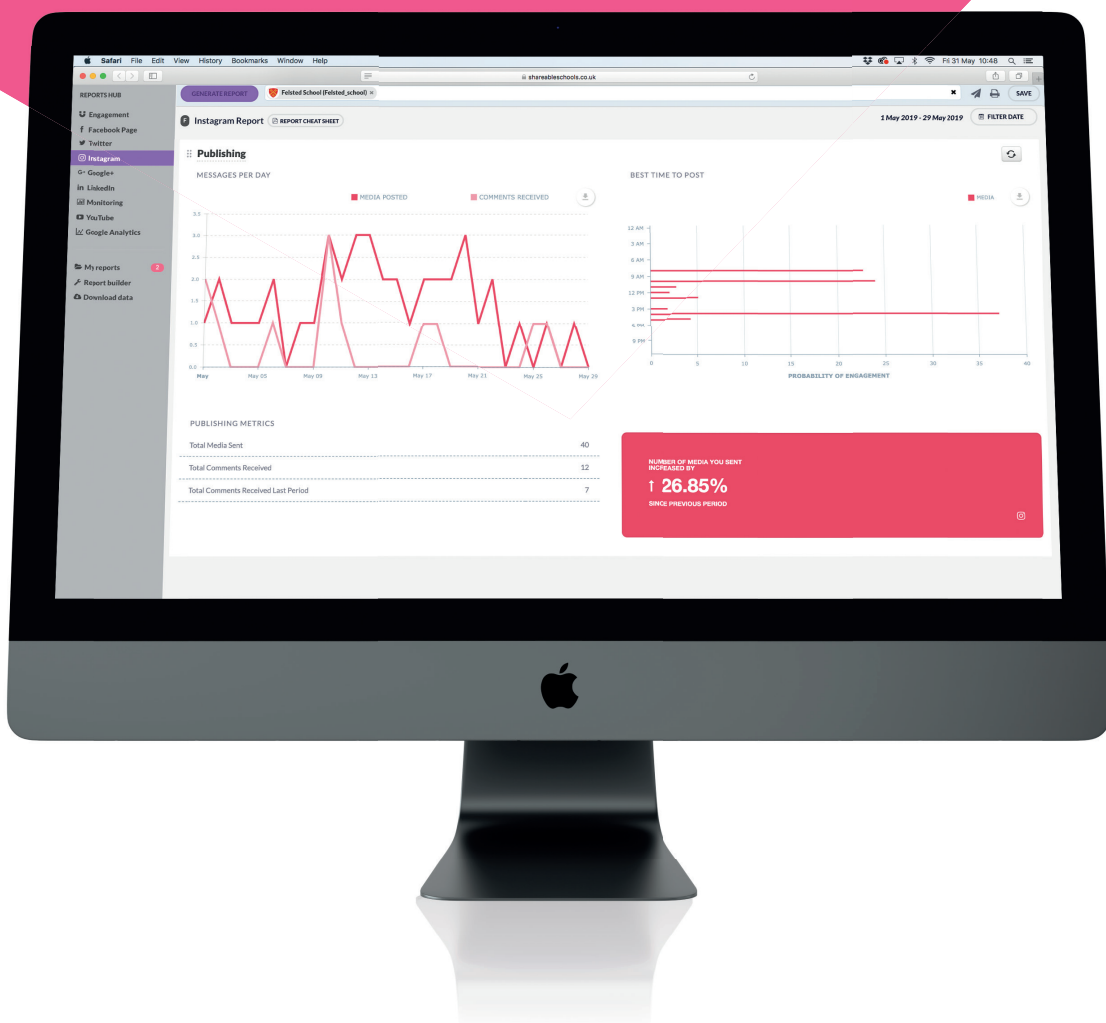 Safari File Edit View History Bookmarks Window Help
Fri 31 May 10:48
shareableschools.co.uk
REPORTS HUB
Engagement
Facebook Page
Twitter
Instagram
Google+
LinkedIn
Monitoring
YouTube
Google Analytics
My reports 2
Report builder
Download data
GENERATE REPORT Felsted School (Felsted_school) × SAVE
F Instagram Report REPORT CHEAT SHEET 1 May 2019 - 29 May 2019 FILTER DATE
Publishing
MESSAGES PER DAY
MEDIA POSTED COMMENTS RECEIVED
3.5
3.0
2.5
2.0
1.5
1.0
0.5
0.0
May May 05 May 09 May 13 May 17 May 21 May 25 May 29
BEST TIME TO POST
MEDIA
12 AM
3 AM
6 AM
9 AM
12 PM
3 PM
6 PM
9 PM
0 5 10 15 20 25 30 35 40
PROBABILITY OF ENGAGEMENT
PUBLISHING METRICS
Total Media Sent 40
Total Comments Received 12
Total Comments Received Last Period 7
NUMBER OF MEDIA YOU SENT
INCREASED BY
↑ 26.85%
SINCE PREVIOUS PERIOD